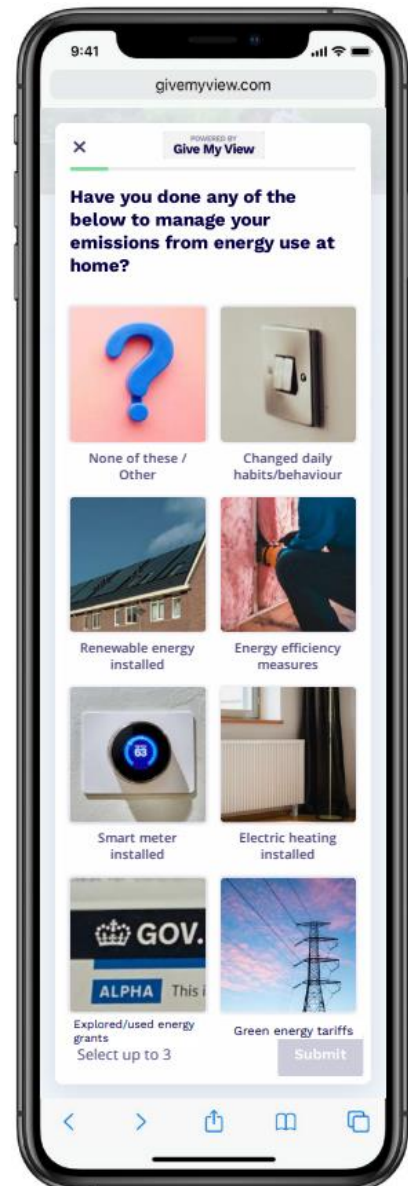 9:41
givemyview.com
POWERED BY
Give My View
Have you done any of the
below to manage your
emissions from energy use at
home?
None of these /
Other
Changed daily
habits/behaviour
Renewable energy
installed
Energy efficiency
measures
63
Smart meter
installed
Electric heating
installed
GOV.
ALPHA This i
Explored/used energy
grants
Green energy tariffs
Select up to 3
Submit